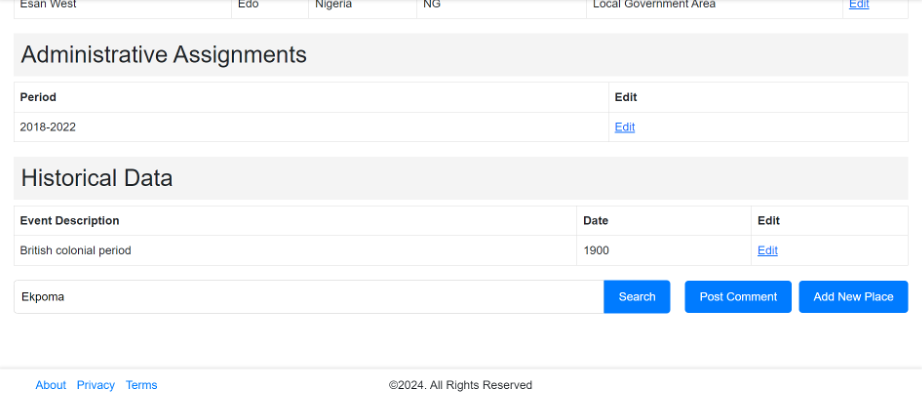 Esan West Edo Nigeria NG Local Government Area Edit
Administrative Assignments
Period Edit
2018-2022 Edit
Historical Data
Event Description Date Edit
British colonial period 1900 Edit
Ekpoma Search Post Comment Add New Place
About Privacy Terms ©2024. All Rights Reserved